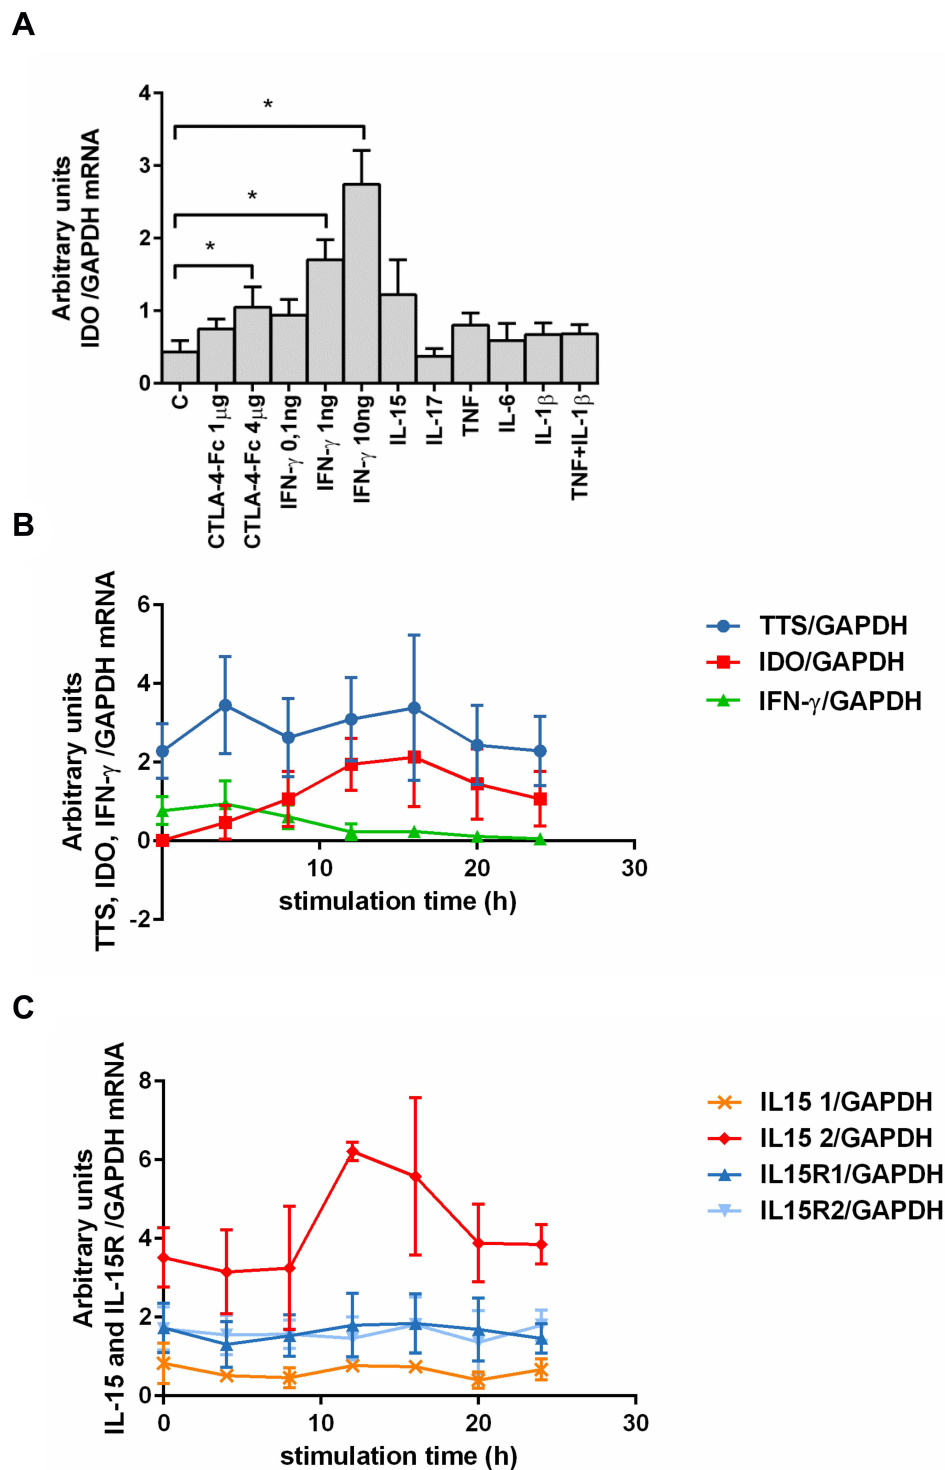 A
Arbitrary units
IDO /GAPDH mRNA
4
3
2
1
0
*
*
*
C
CTLA-4-Fc 1μg
CTLA-4-Fc 4μg
IFN-γ 0,1ng
IFN-γ 1ng
IFN-γ 10ng
IL-15
IL-17
TNF
IL-6
IL-1β
TNF+IL-1β
B
Arbitrary units
TTS, IDO, IFN-γ /GAPDH mRNA
6
4
2
0
-2
10
20
30
stimulation time (h)
TTS/GAPDH
IDO/GAPDH
IFN-γ/GAPDH
C
Arbitrary units
IL-15 and IL-15R /GAPDH mRNA
8
6
4
2
0
0
10
20
30
stimulation time (h)
IL15 1/GAPDH
IL15 2/GAPDH
IL15R1/GAPDH
IL15R2/GAPDH